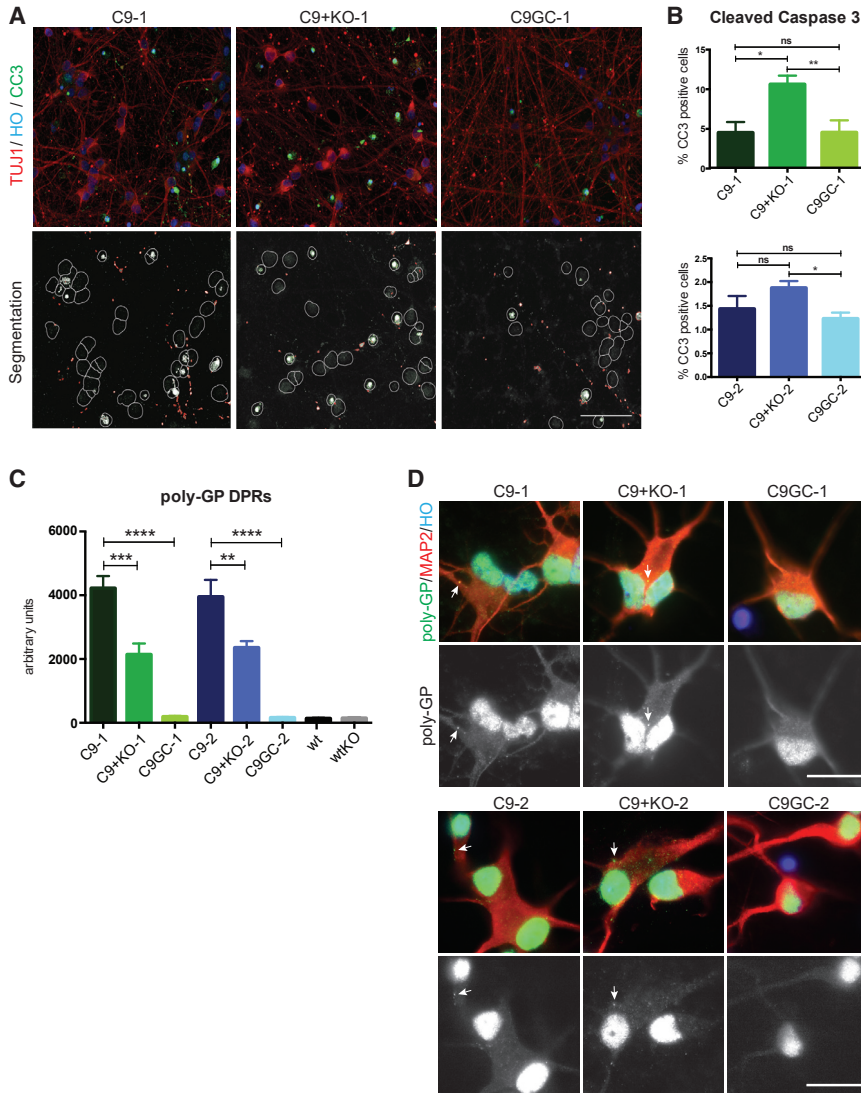 A
C9-1 C9+KO-1 C9GC-1
TUJ1/ HO / CC3
Segmentation
B
Cleaved Caspase 3
ns
* **
15
10
5
0
% CC3 positive cells
C9-1 C9+KO-1 C9GC-1
ns
ns *
2.5
2.0
1.5
1.0
0.5
0.0
% CC3 positive cells
C9-2 C9+KO-2 C9GC-2
C
poly-GP DPRs
6000
4000
2000
0
arbitrary units
**** ****
*** **
C9-1 C9+KO-1 C9GC-1 C9-2 C9+KO-2 C9GC-2 wt wtKO
D
C9-1 C9+KO-1 C9GC-1
poly-GP/MAP2/HO
poly-GP
C9-2 C9+KO-2 C9GC-2